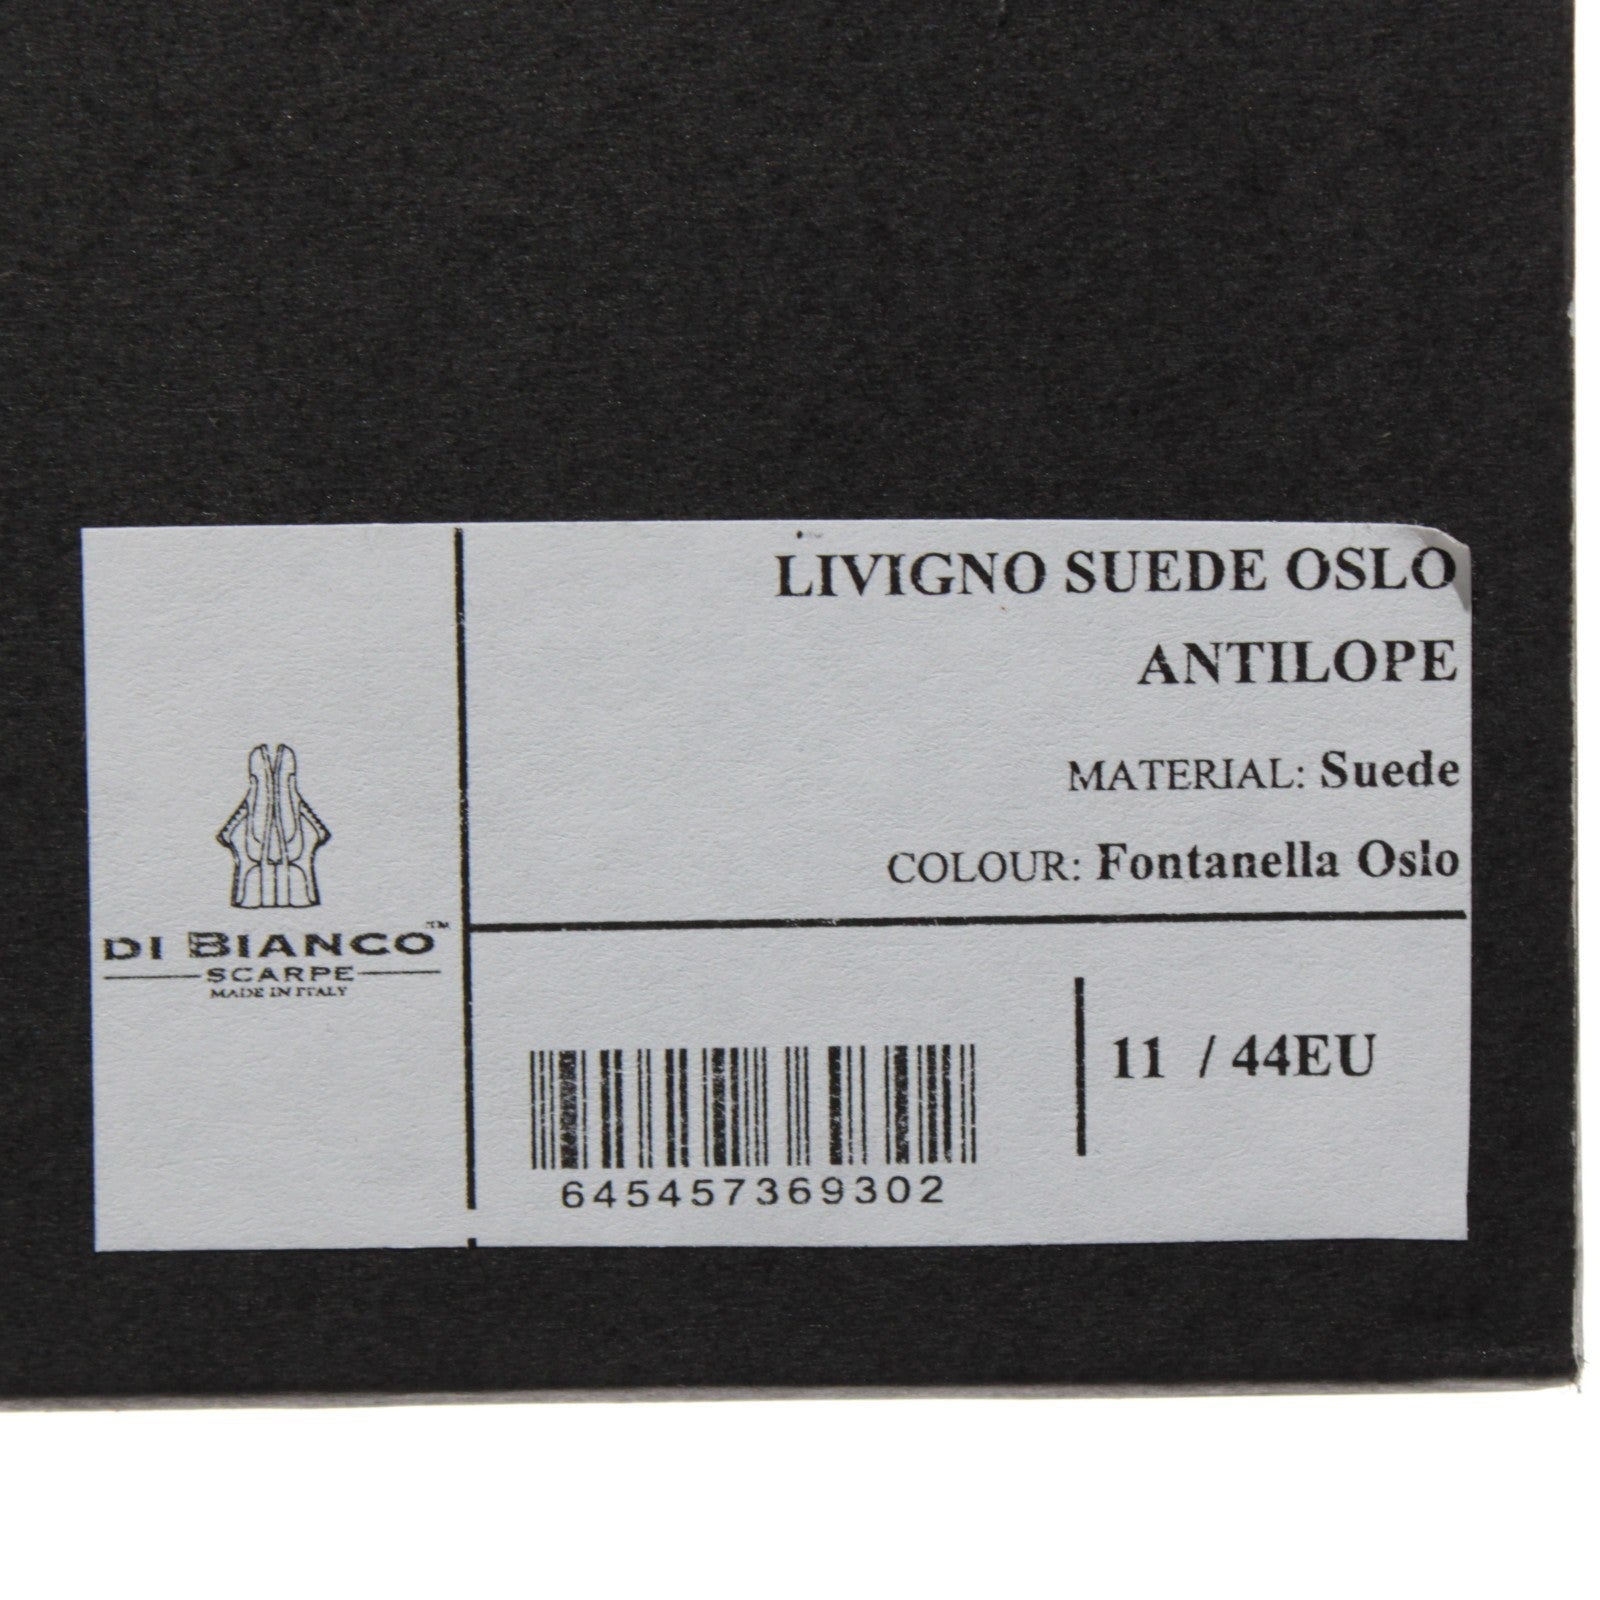 LIVIGNO SUEDE OSLO
ANTILOPE
MATERIAL: Suede
COLOUR: Fontanella Oslo
DI BIANCO™
SCARPE
MADE IN ITALY
11 / 44EU
645457369302